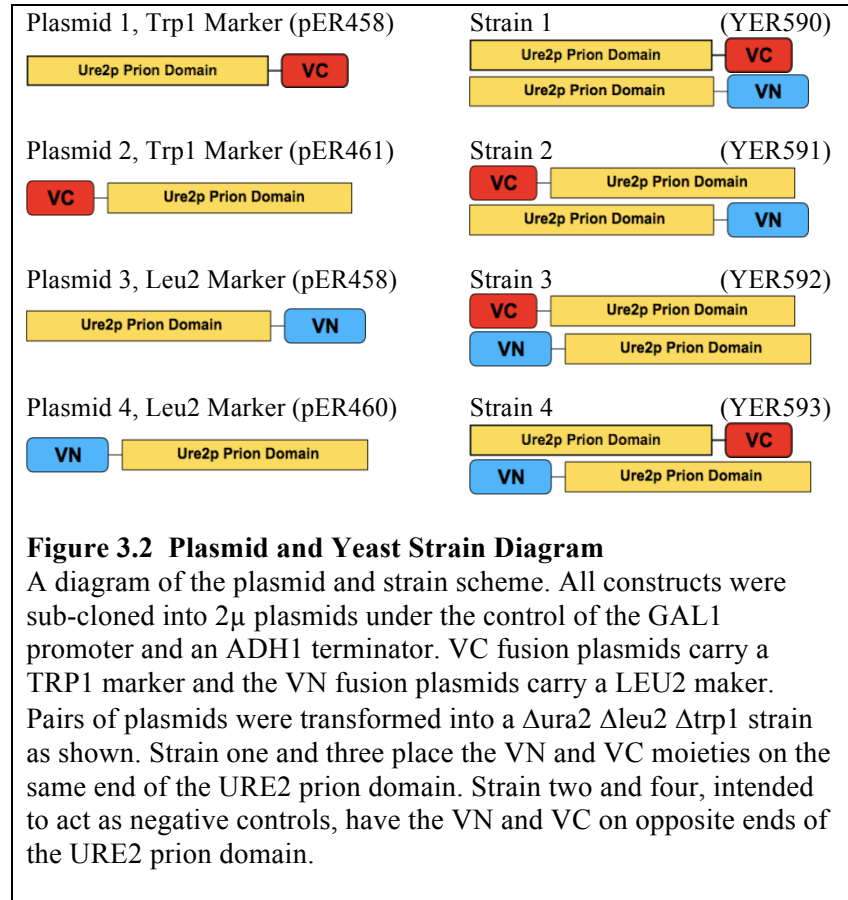 Plasmid 1, Trp1 Marker (pER458)
Ure2p Prion Domain
VC
Plasmid 2, Trp1 Marker (pER461)
VC
Ure2p Prion Domain
Plasmid 3, Leu2 Marker (pER458)
Ure2p Prion Domain
VN
Plasmid 4, Leu2 Marker (pER460)
VN
Ure2p Prion Domain
Strain 1 (YER590)
Ure2p Prion Domain
VC
Ure2p Prion Domain
VN
Strain 2 (YER591)
VC
Ure2p Prion Domain
Ure2p Prion Domain
VN
Strain 3 (YER592)
VC
Ure2p Prion Domain
VN
Ure2p Prion Domain
Strain 4 (YER593)
Ure2p Prion Domain
VC
VN
Ure2p Prion Domain
Figure 3.2 Plasmid and Yeast Strain Diagram
A diagram of the plasmid and strain scheme. All constructs were
sub-cloned into 2μ plasmids under the control of the GAL1
promoter and an ADH1 terminator. VC fusion plasmids carry a
TRP1 marker and the VN fusion plasmids carry a LEU2 maker.
Pairs of plasmids were transformed into a Δura2 Δleu2 Δtrp1 strain
as shown. Strain one and three place the VN and VC moieties on the
same end of the URE2 prion domain. Strain two and four, intended
to act as negative controls, have the VN and VC on opposite ends of
the URE2 prion domain.